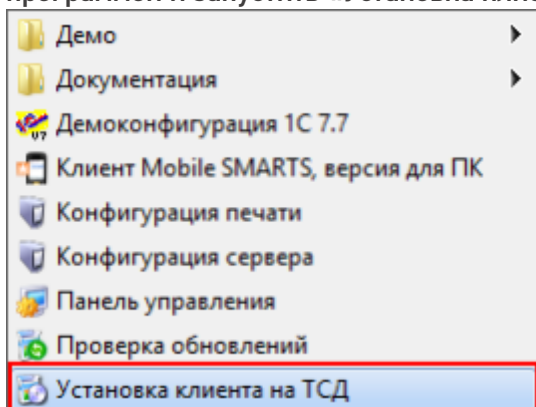 Демо
Документация
Демоконфигурация 1С 7.7
Клиент Mobile SMARTS, версия для ПК
Конфигурация печати
Конфигурация сервера
Панель управления
Проверка обновлений
Установка клиента на ТСД